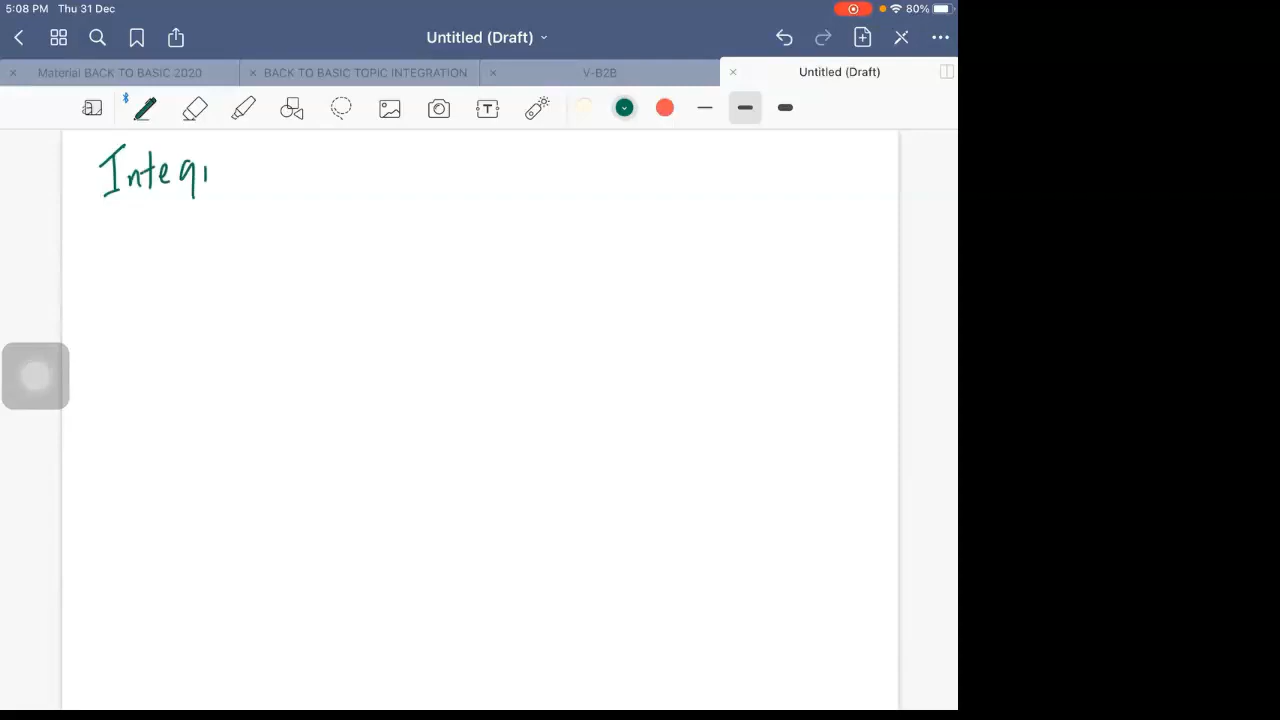 5:08 PM Thu 31 Dec 80%
Untitled (Draft)
Material BACK TO BASIC 2020 BACK TO BASIC TOPIC INTEGRATION V-B2B Untitled (Draft)
T
Integr